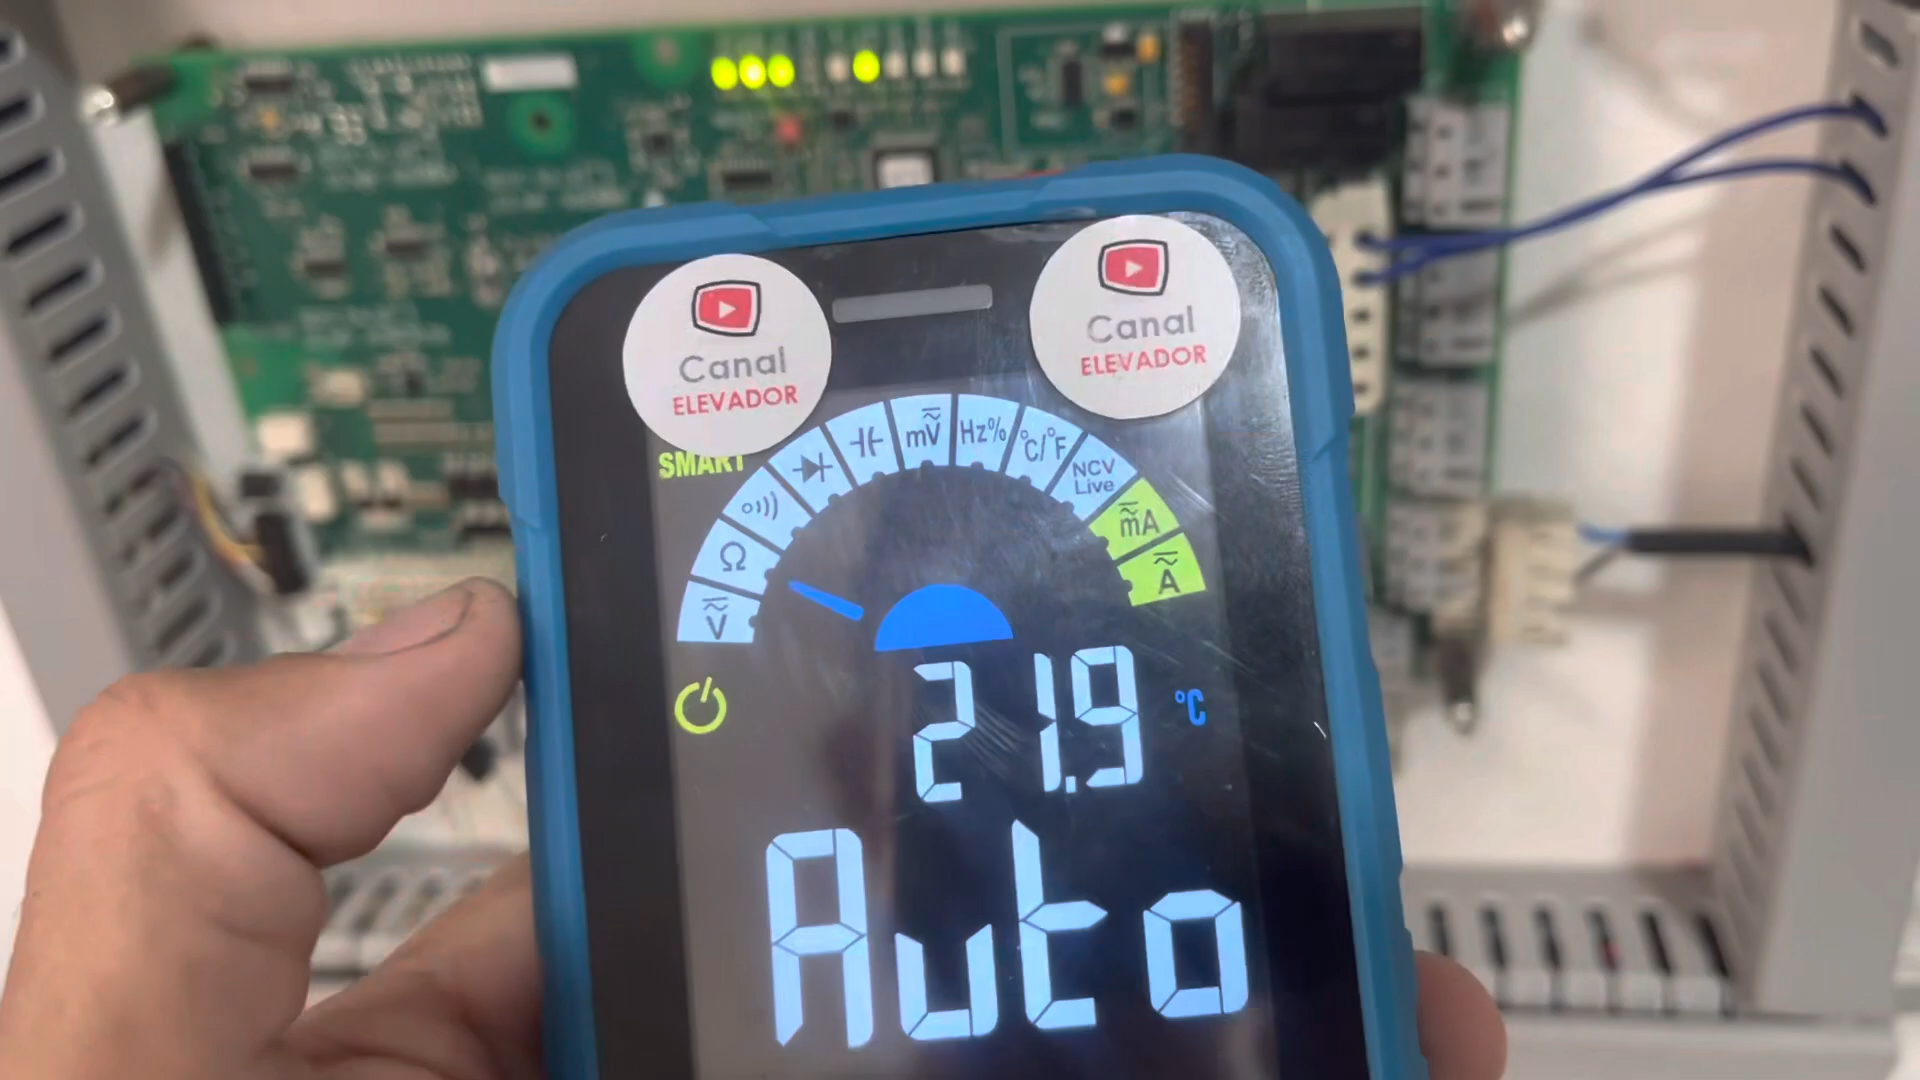 Canal
ELEVADOR
Canal
ELEVADOR
SMART
V
Ω
mV
Hz%
°C/°F
NCV
Live
mA
A
21.9 °C
Auto